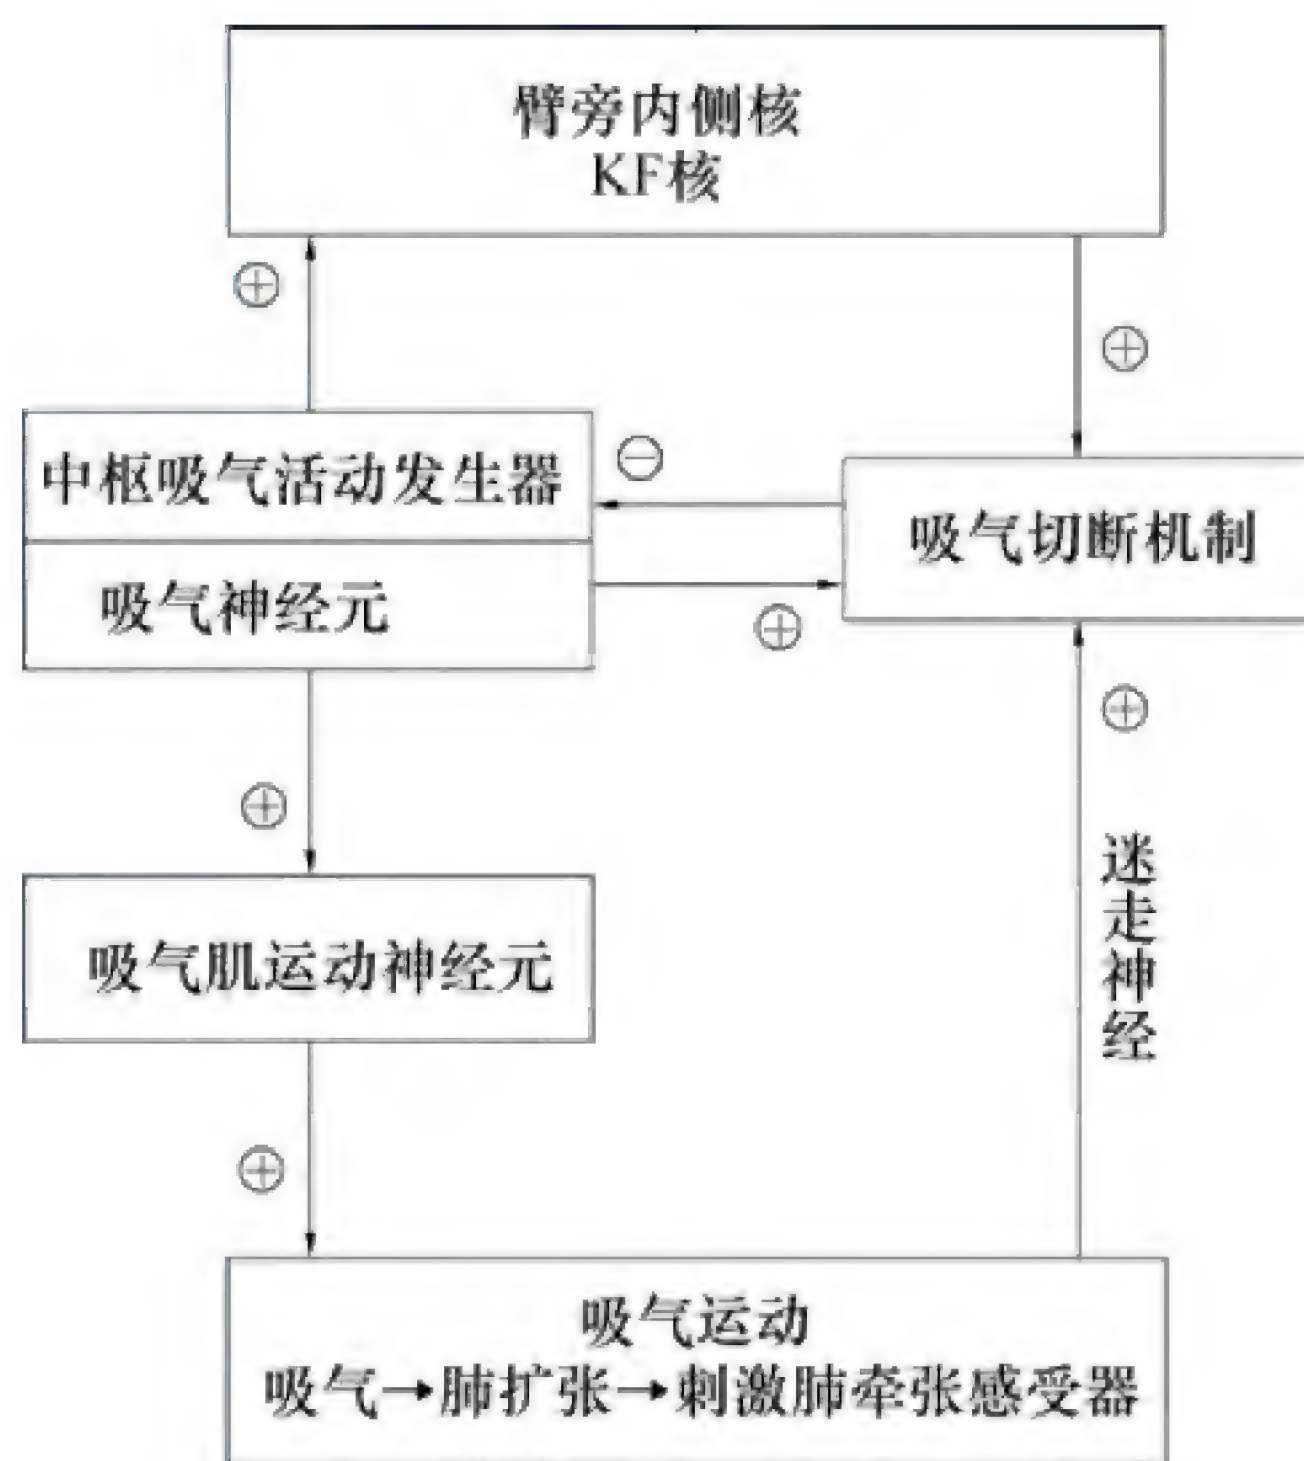 臂旁内侧核
KF核
⊕
⊕
中枢吸气活动发生器
⊖
吸气切断机制
吸气神经元
⊕
⊕
⊕
迷走神经
吸气肌运动神经元
⊕
吸气运动
吸气→肺扩张→刺激肺牵张感受器